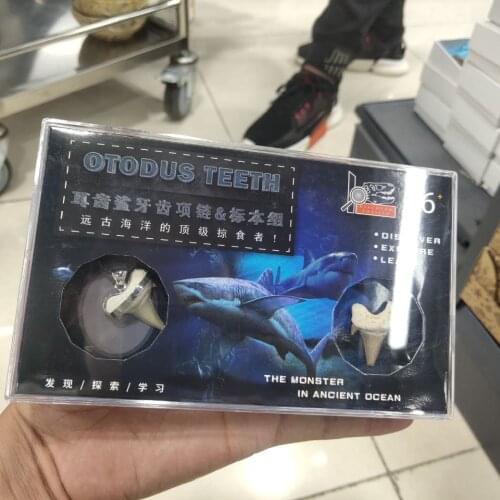 OTODUS TEETH
耳齿鲨牙齿项链&标本组
远古海洋的顶级掠食者！
6+
• DISCOVER
• EXPLORE
发现/探索/学习
THE MONSTER
IN ANCIENT OCEAN